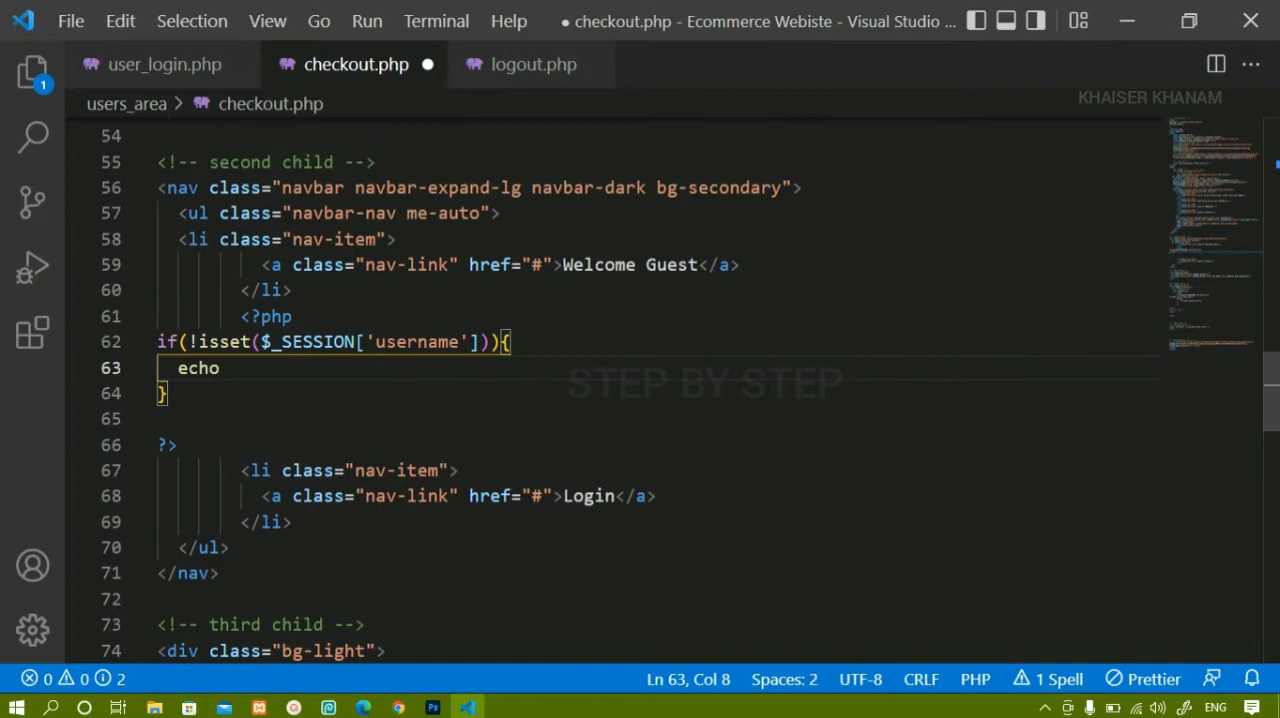 File Edit Selection View Go Run Terminal Help ● checkout.php - Ecommerce Webiste - Visual Studio ...
user_login.php checkout.php logout.php
1
users_area > checkout.php
KHAISER KHANAM
54
55 <!-- second child -->
56 <nav class="navbar navbar-expand-lg navbar-dark bg-secondary">
57 <ul class="navbar-nav me-auto">
58 <li class="nav-item">
59 <a class="nav-link" href="#">Welcome Guest</a>
60 </li>
61 <?php
62 if(!isset($_SESSION['username'])){
63 echo
STEP BY STEP
64 }
65
66 ?>
67 <li class="nav-item">
68 <a class="nav-link" href="#">Login</a>
69 </li>
70 </ul>
71 </nav>
72
73 <!-- third child -->
74 <div class="bg-light">
0 0 2 Ln 63, Col 8 Spaces: 2 UTF-8 CRLF PHP 1 Spell Prettier
ENG